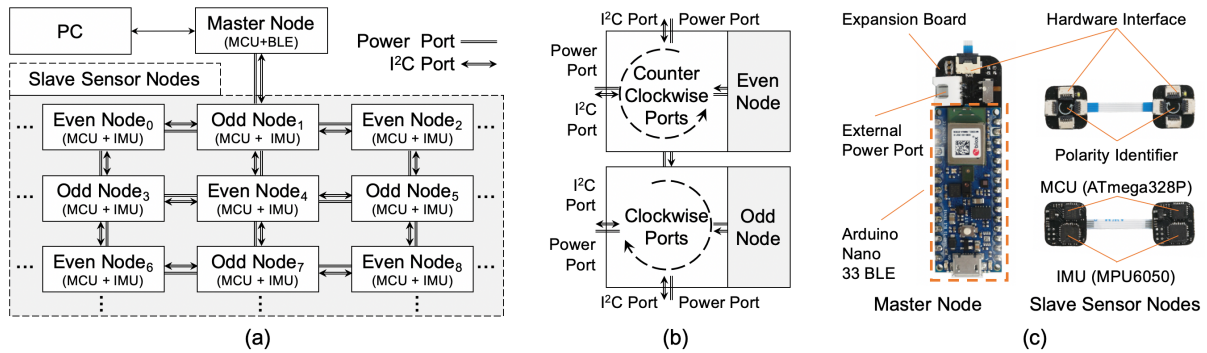 PC
Master Node
(MCU+BLE)
Power Port
I²C Port
Slave Sensor Nodes
... Even Node₀ Odd Node₁ Even Node₂ ...
(MCU + IMU) (MCU + IMU) (MCU + IMU)
... Odd Node₃ Even Node₄ Odd Node₅ ...
(MCU + IMU) (MCU + IMU) (MCU + IMU)
... Even Node₆ Odd Node₇ Even Node₈ ...
(MCU + IMU) (MCU + IMU) (MCU + IMU)
(a)
I²C Port Power Port
Power
Port
I²C
Port
Counter
Clockwise
Ports
Even
Node
I²C
Port
Power
Port
Clockwise
Ports
Odd
Node
I²C Port Power Port
(b)
Expansion Board
External
Power Port
Arduino
Nano
33 BLE
Master Node
Hardware Interface
Polarity Identifier
MCU (ATmega328P)
IMU (MPU6050)
Slave Sensor Nodes
(c)